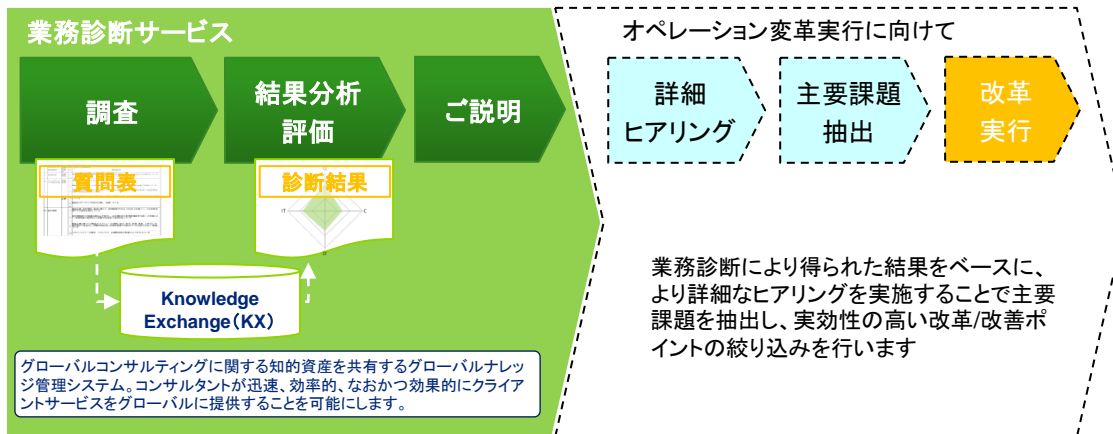 業務診断サービス
調査
結果分析
評価
ご説明
質問表
診断結果
IT
C
Knowledge
Exchange(KX)
グローバルコンサルティングに関する知的資産を共有するグローバルナレッ
ジ管理システム。コンサルタントが迅速、効率的、なおかつ効果的にクライア
ントサービスをグローバルに提供することを可能にします。
オペレーション変革実行に向けて
詳細
ヒアリング
主要課題
抽出
改革
実行
業務診断により得られた結果をベースに、
より詳細なヒアリングを実施することで主要
課題を抽出し、実効性の高い改革/改善ポ
イントの絞り込みを行います